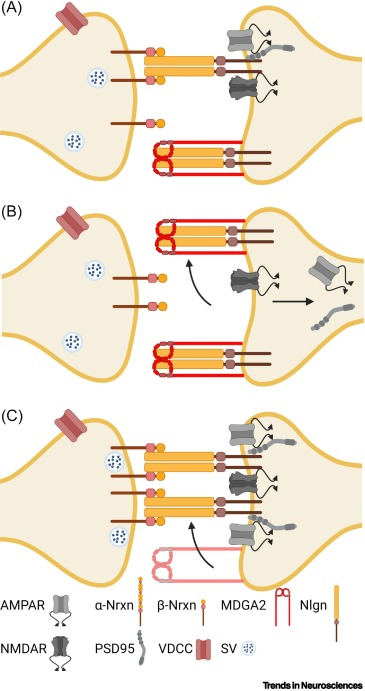 (A)
(B)
(C)
AMPAR α-Nrxn β-Nrxn MDGA2 Nlgn
NMDAR PSD95 VDCC SV
Trends in Neurosciences